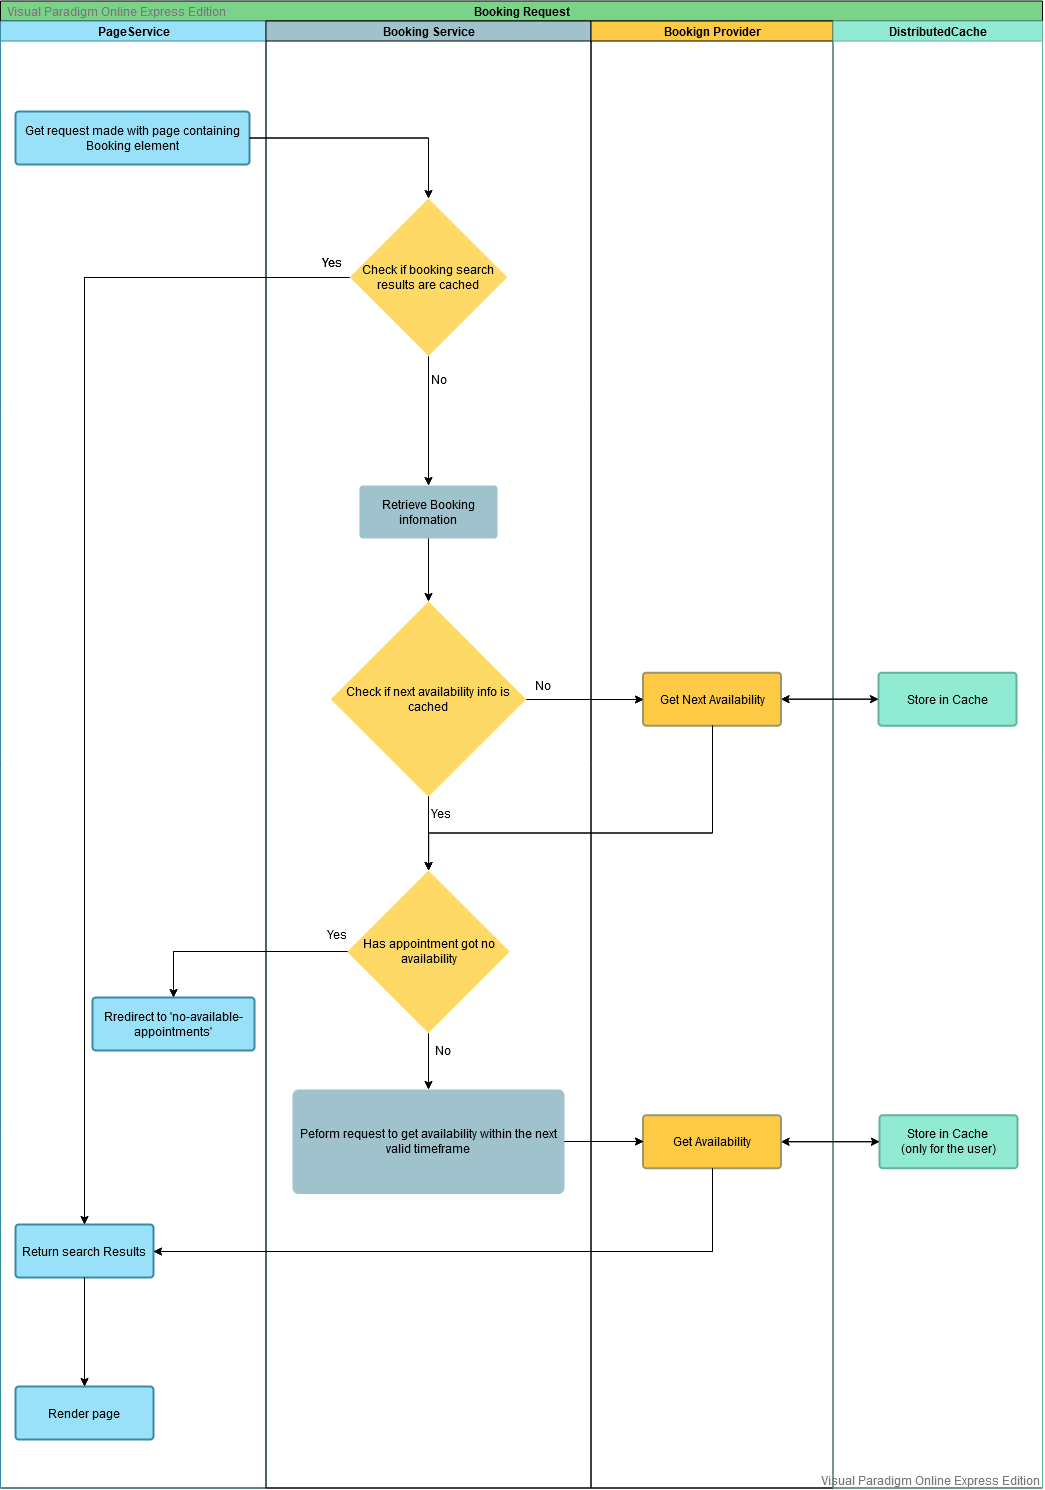 Visual Paradigm Online Express Edition
Booking Request
PageService
Booking Service
Bookign Provider
DistributedCache
Get request made with page containing
Booking element
Yes
Check if booking search
results are cached
No
Retrieve Booking
infomation
Check if next availability info is
cached
No
Get Next Availability
Store in Cache
Yes
Yes
Has appointment got no
availability
Rredirect to 'no-available-
appointments'
No
Peform request to get availability within the next
valid timeframe
Get Availability
Store in Cache
(only for the user)
Return search Results
Render page
Visual Paradigm Online Express Edition